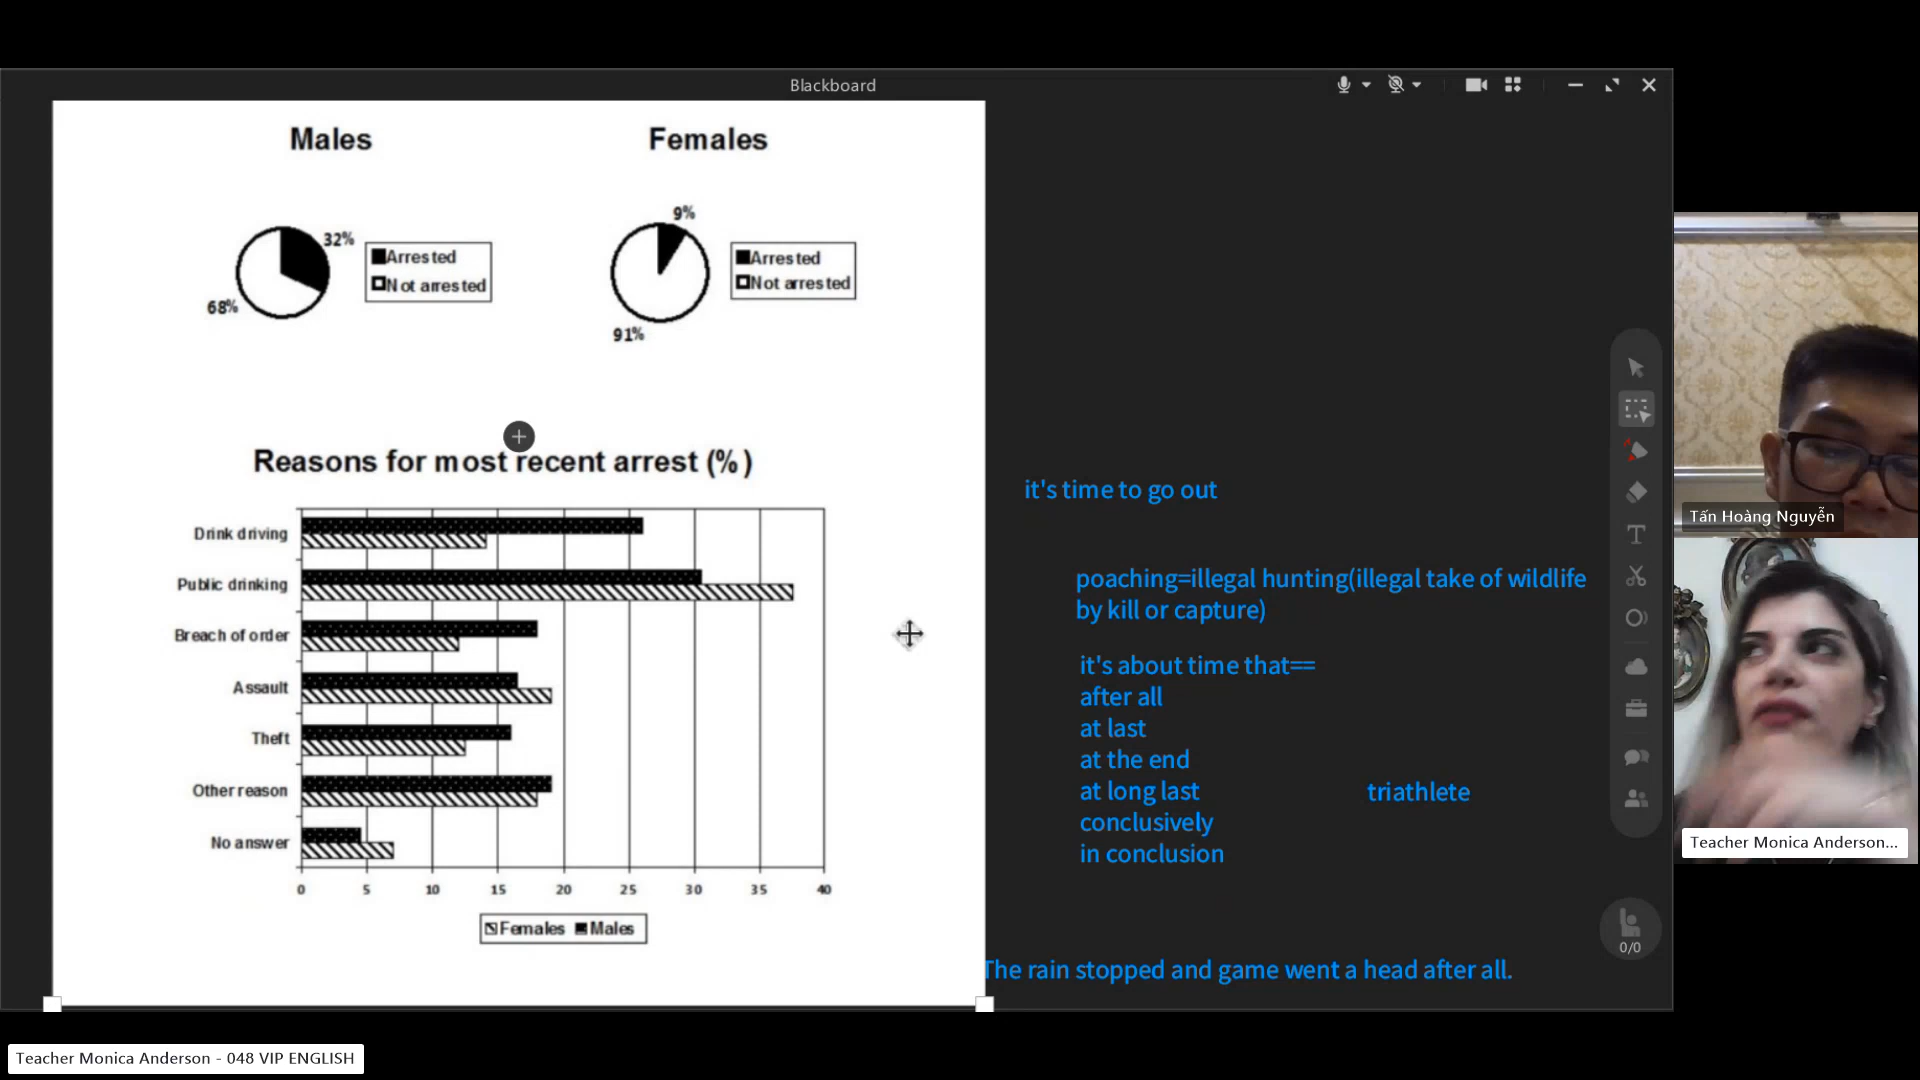 Blackboard
Males
Females
32%
68%
Arrested
Not arrested
9%
91%
Arrested
Not arrested
Reasons for most recent arrest (%)
Drink driving
Public drinking
Breach of order
Assault
Theft
Other reason
No answer
0 5 10 15 20 25 30 35 40
Females Males
it's time to go out
poaching=illegal hunting(illegal take of wildlife
by kill or capture)
it's about time that==
after all
at last
at the end
at long last
conclusively
in conclusion
triathlete
The rain stopped and game went a head after all.
T
0/0
Tấn Hoàng Nguyễn
Teacher Monica Anderson...
Teacher Monica Anderson - 048 VIP ENGLISH